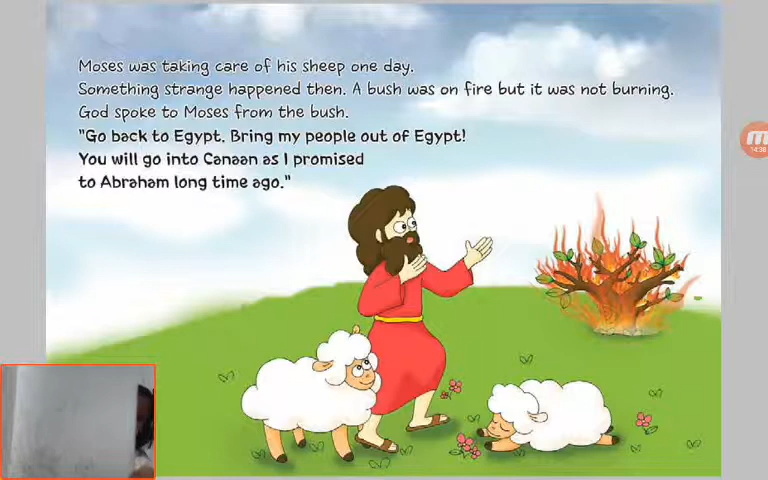 Moses was taking care of his sheep one day.
Something strange happened then. A bush was on fire but it was not burning.
God spoke to Moses from the bush.
"Go back to Egypt. Bring my people out of Egypt!
You will go into Canaan as I promised
to Abraham long time ago."
14:38